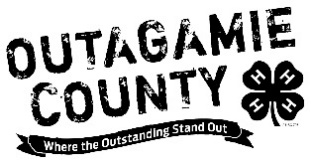 OUTAGAMIE
COUNTY
H H
H H
Where the Outstanding Stand Out